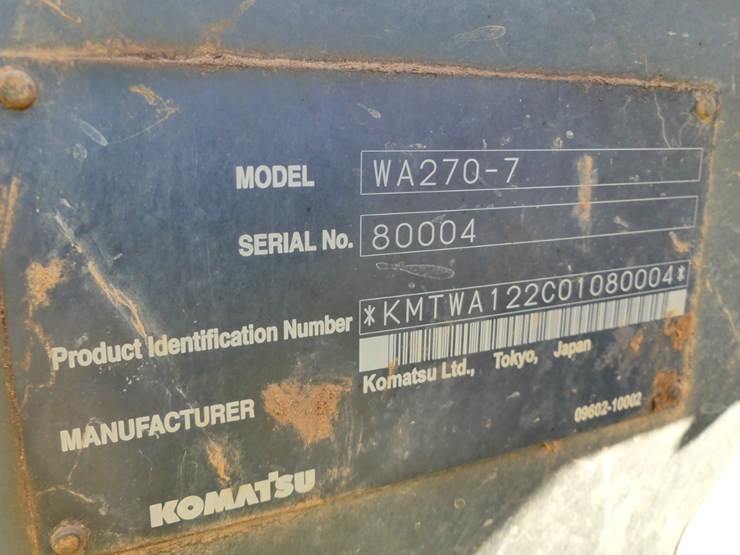 MODEL WA270-7
SERIAL No. 80004
Product Identification Number *KMTWA122C01080004*
MANUFACTURER Komatsu Ltd., Tokyo, Japan
09602-10002
KOMATSU